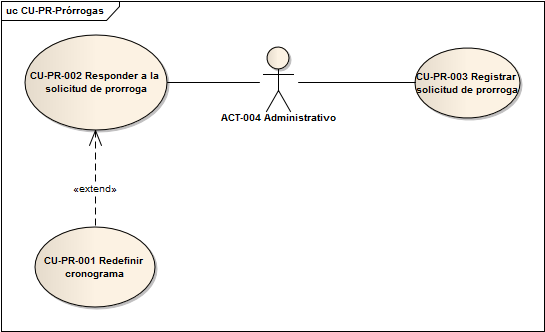 uc CU-PR-Prórrogas
CU-PR-002 Responder a la
solicitud de prorroga
ACT-004 Administrativo
CU-PR-003 Registrar
solicitud de prorroga
«extend»
CU-PR-001 Redefinir
cronograma